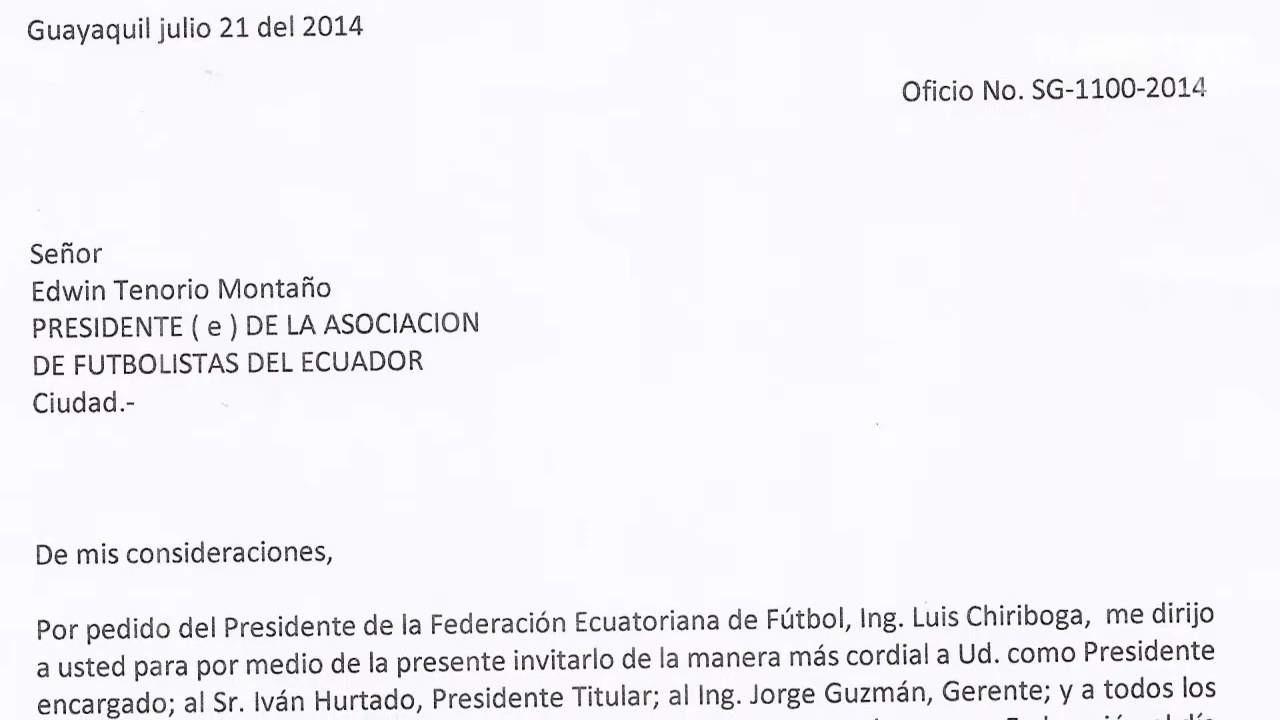 Guayaquil julio 21 del 2014
Oficio No. SG-1100-2014
Señor
Edwin Tenorio Montaño
PRESIDENTE ( e ) DE LA ASOCIACION
DE FUTBOLISTAS DEL ECUADOR
Ciudad.-
De mis consideraciones,
Por pedido del Presidente de la Federación Ecuatoriana de Fútbol, Ing. Luis Chiriboga, me dirijo
a usted para por medio de la presente invitarlo de la manera más cordial a Ud. como Presidente
encargado; al Sr. Iván Hurtado, Presidente Titular; al Ing. Jorge Guzmán, Gerente; y a todos los